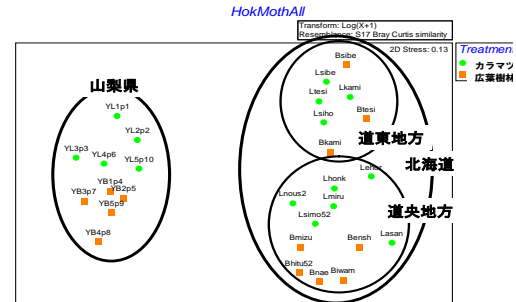 HokMothAll
Transform: Log(X+1)
Resemblance: S17 Bray Curtis similarity
2D Stress: 0.13
Treatment
カラマツ
広葉樹林
山梨県
YL1p1
YL2p2
YL3p3
YL4p6
YL5p10
YB1p4
YB2p5
YB3p7
YB5p9
YB4p8
Bsibe
Lsibe
Ltesi
Lkami
Lsiho
Btesi
Bkami
道東地方
北海道
Lhonk
Lnous2
Lmiru
道央地方
Lsimo52
Bmizu
Bensh
Lasan
Bhitu52
Bnae
Biwam